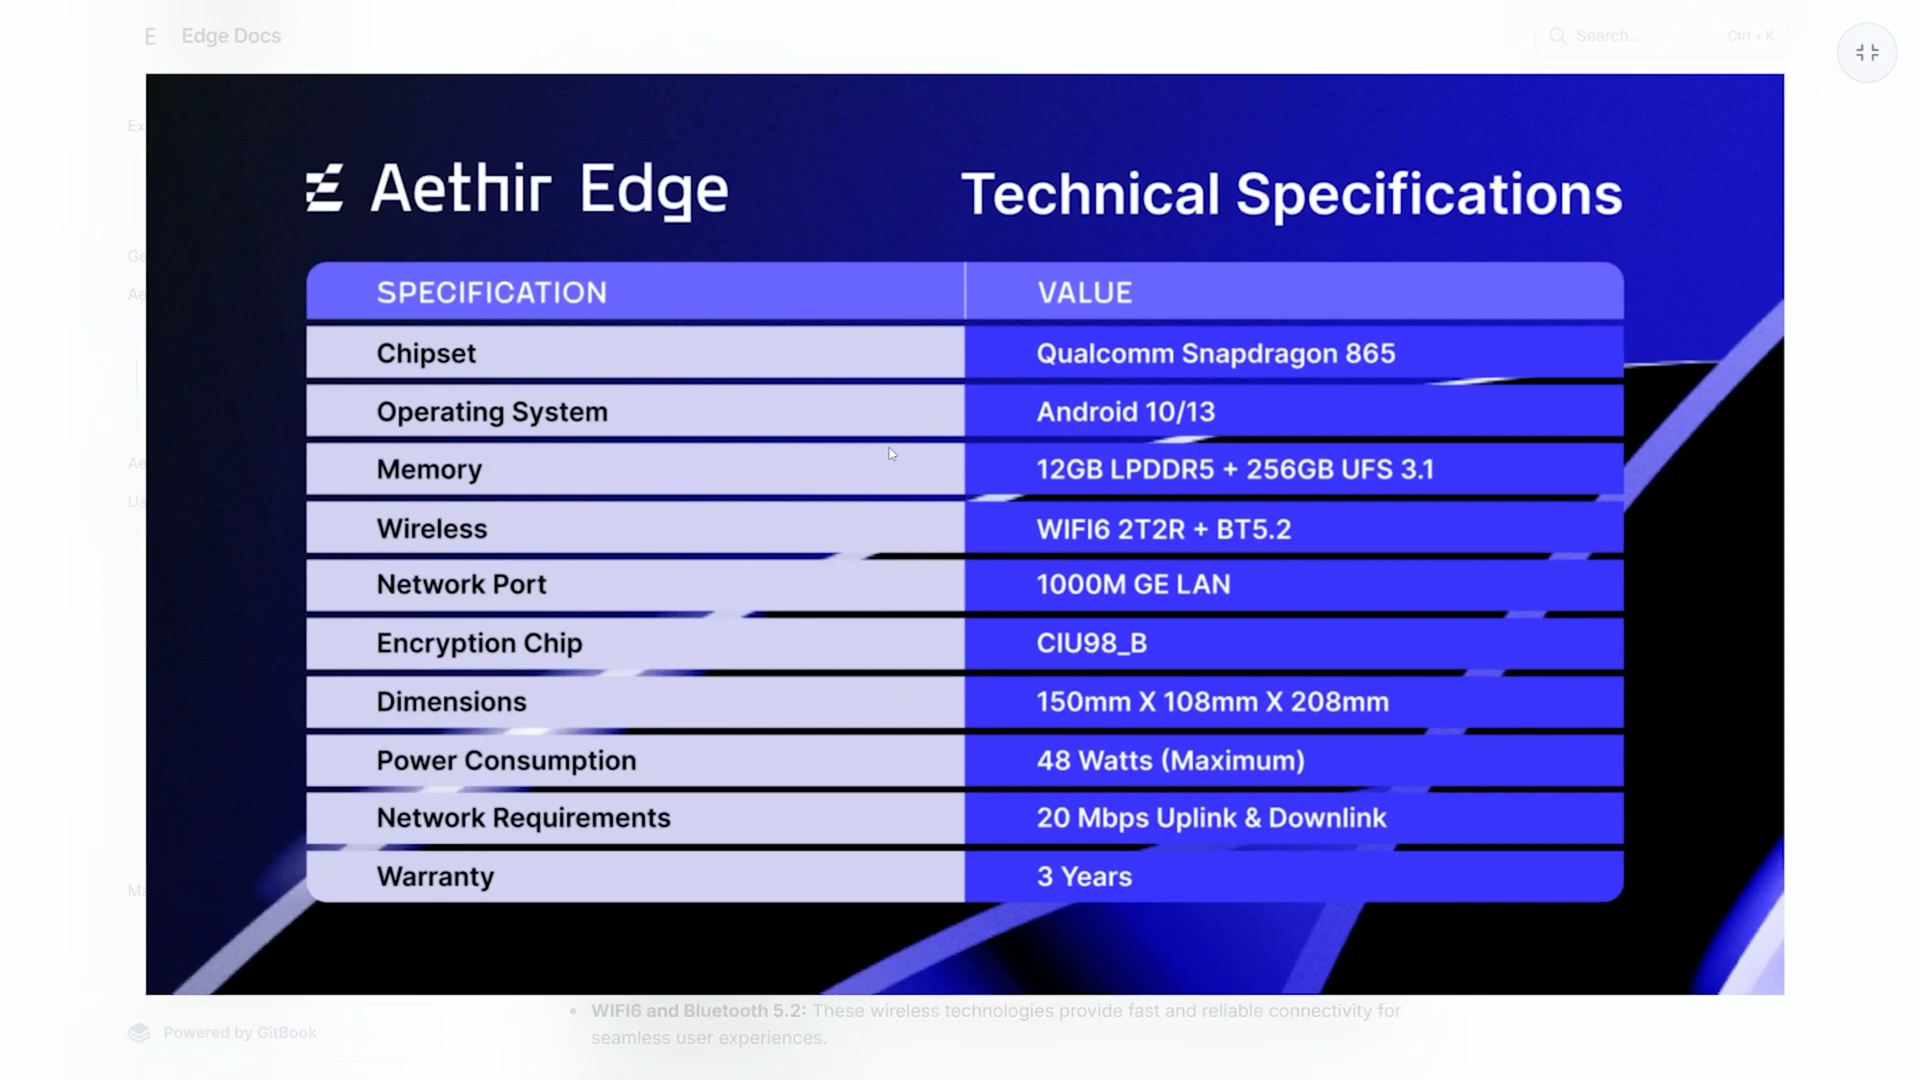 E Edge Docs
Search... Ctrl + K
Aethir Edge
Technical Specifications
SPECIFICATION VALUE
Chipset Qualcomm Snapdragon 865
Operating System Android 10/13
Memory 12GB LPDDR5 + 256GB UFS 3.1
Wireless WIFI6 2T2R + BT5.2
Network Port 1000M GE LAN
Encryption Chip CIU98_B
Dimensions 150mm X 108mm X 208mm
Power Consumption 48 Watts (Maximum)
Network Requirements 20 Mbps Uplink & Downlink
Warranty 3 Years
• WIFI6 and Bluetooth 5.2: These wireless technologies provide fast and reliable connectivity for
seamless user experiences.
Powered by GitBook